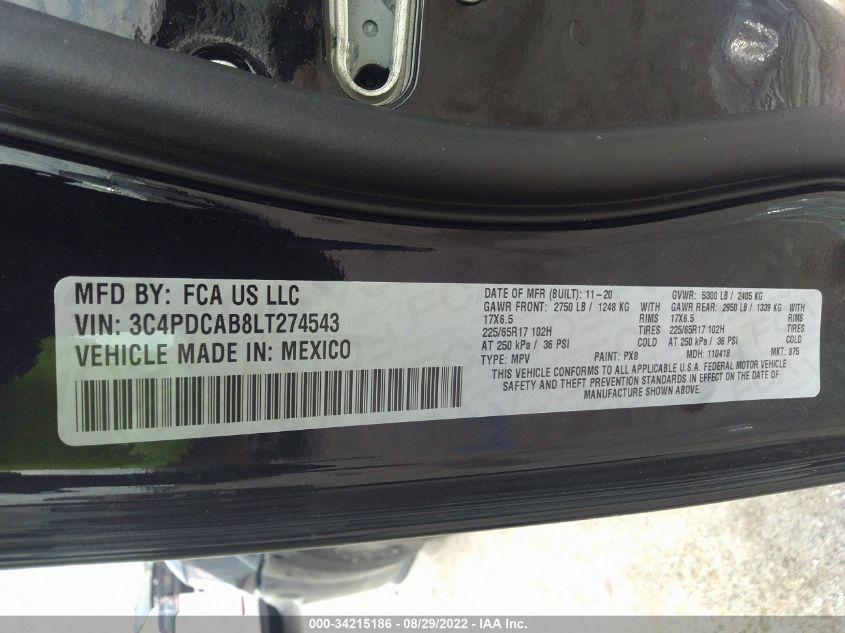 MFD BY: FCA US LLC
VIN: 3C4PDCAB8LT274543
VEHICLE MADE IN: MEXICO
DATE OF MFR (BUILT): 11-20 GVWR: 5300 LB / 2405 KG
GAWR FRONT: 2750 LB / 1248 KG GAWR REAR: 2950 LB / 1339 KG
17X6.5 RIMS 17X6.5 RIMS
225/65R17 102H TIRES 225/65R17 102H TIRES
AT 250 kPa / 36 PSI COLD AT 250 kPa / 36 PSI COLD
TYPE: MPV PAINT: PX8 MDH: 110418 MKT: 875
THIS VEHICLE CONFORMS TO ALL APPLICABLE U.S.A. FEDERAL MOTOR VEHICLE
SAFETY AND THEFT PREVENTION STANDARDS IN EFFECT ON THE DATE OF
MANUFACTURE SHOWN ABOVE.
000-34215186 - 08/29/2022 - IAA Inc.